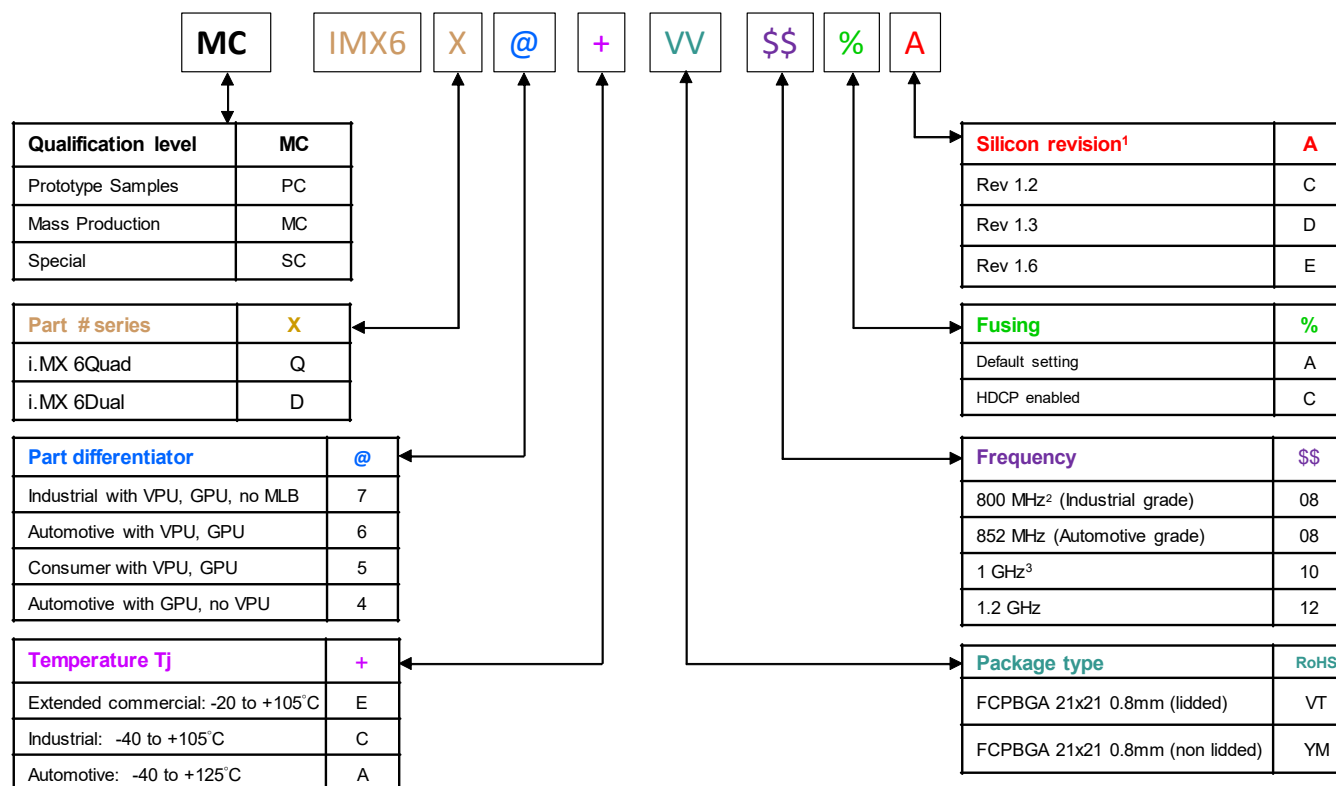 MC IMX6 X @ + VV $$ % A
Qualification level MC
Prototype Samples PC
Mass Production MC
Special SC
Part # series X
i.MX 6Quad Q
i.MX 6Dual D
Part differentiator @
Industrial with VPU, GPU, no MLB 7
Automotive with VPU, GPU 6
Consumer with VPU, GPU 5
Automotive with GPU, no VPU 4
Temperature Tj +
Extended commercial: -20 to +105°C E
Industrial: -40 to +105°C C
Automotive: -40 to +125°C A
Silicon revision¹ A
Rev 1.2 C
Rev 1.3 D
Rev 1.6 E
Fusing %
Default setting A
HDCP enabled C
Frequency $$
800 MHz² (Industrial grade) 08
852 MHz (Automotive grade) 08
1 GHz³ 10
1.2 GHz 12
Package type RoHS
FCPBGA 21x21 0.8mm (lidded) VT
FCPBGA 21x21 0.8mm (non lidded) YM